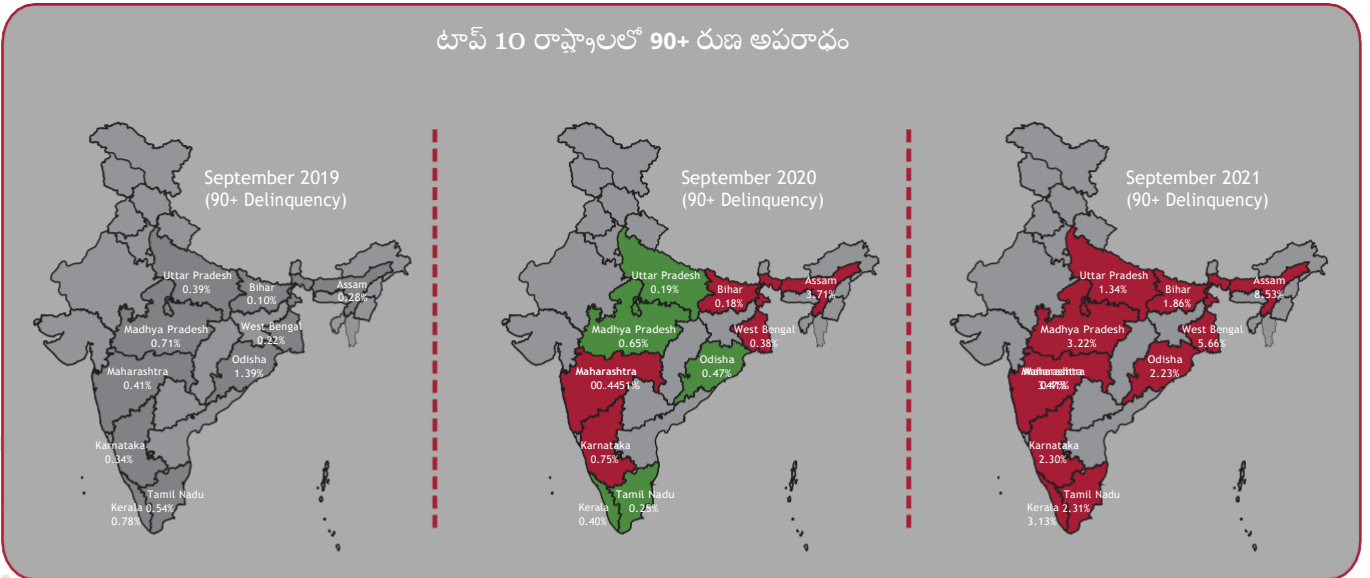 టాప్ 10 రాష్ట్రాలలో 90+ రుణ అపరాధం
September 2019
(90+ Delinquency)
Uttar Pradesh
0.39%
Bihar
0.10%
Assam
0.28%
Madhya Pradesh
0.71%
West Bengal
0.22%
Maharashtra
0.41%
Odisha
1.39%
Karnataka
0.34%
Tamil Nadu
0.54%
Kerala
0.78%
September 2020
(90+ Delinquency)
Uttar Pradesh
0.19%
Bihar
0.18%
Assam
3.71%
Madhya Pradesh
0.65%
West Bengal
0.38%
Maharashtra
Odisha
0.47%
Karnataka
0.75%
Tamil Nadu
0.25%
Kerala
0.40%
September 2021
(90+ Delinquency)
Uttar Pradesh
1.34%
Bihar
1.86%
Assam
8.53%
Madhya Pradesh
3.22%
West Bengal
5.66%
Maharashtra
Odisha
2.23%
Karnataka
2.30%
Tamil Nadu
2.31%
Kerala
3.13%